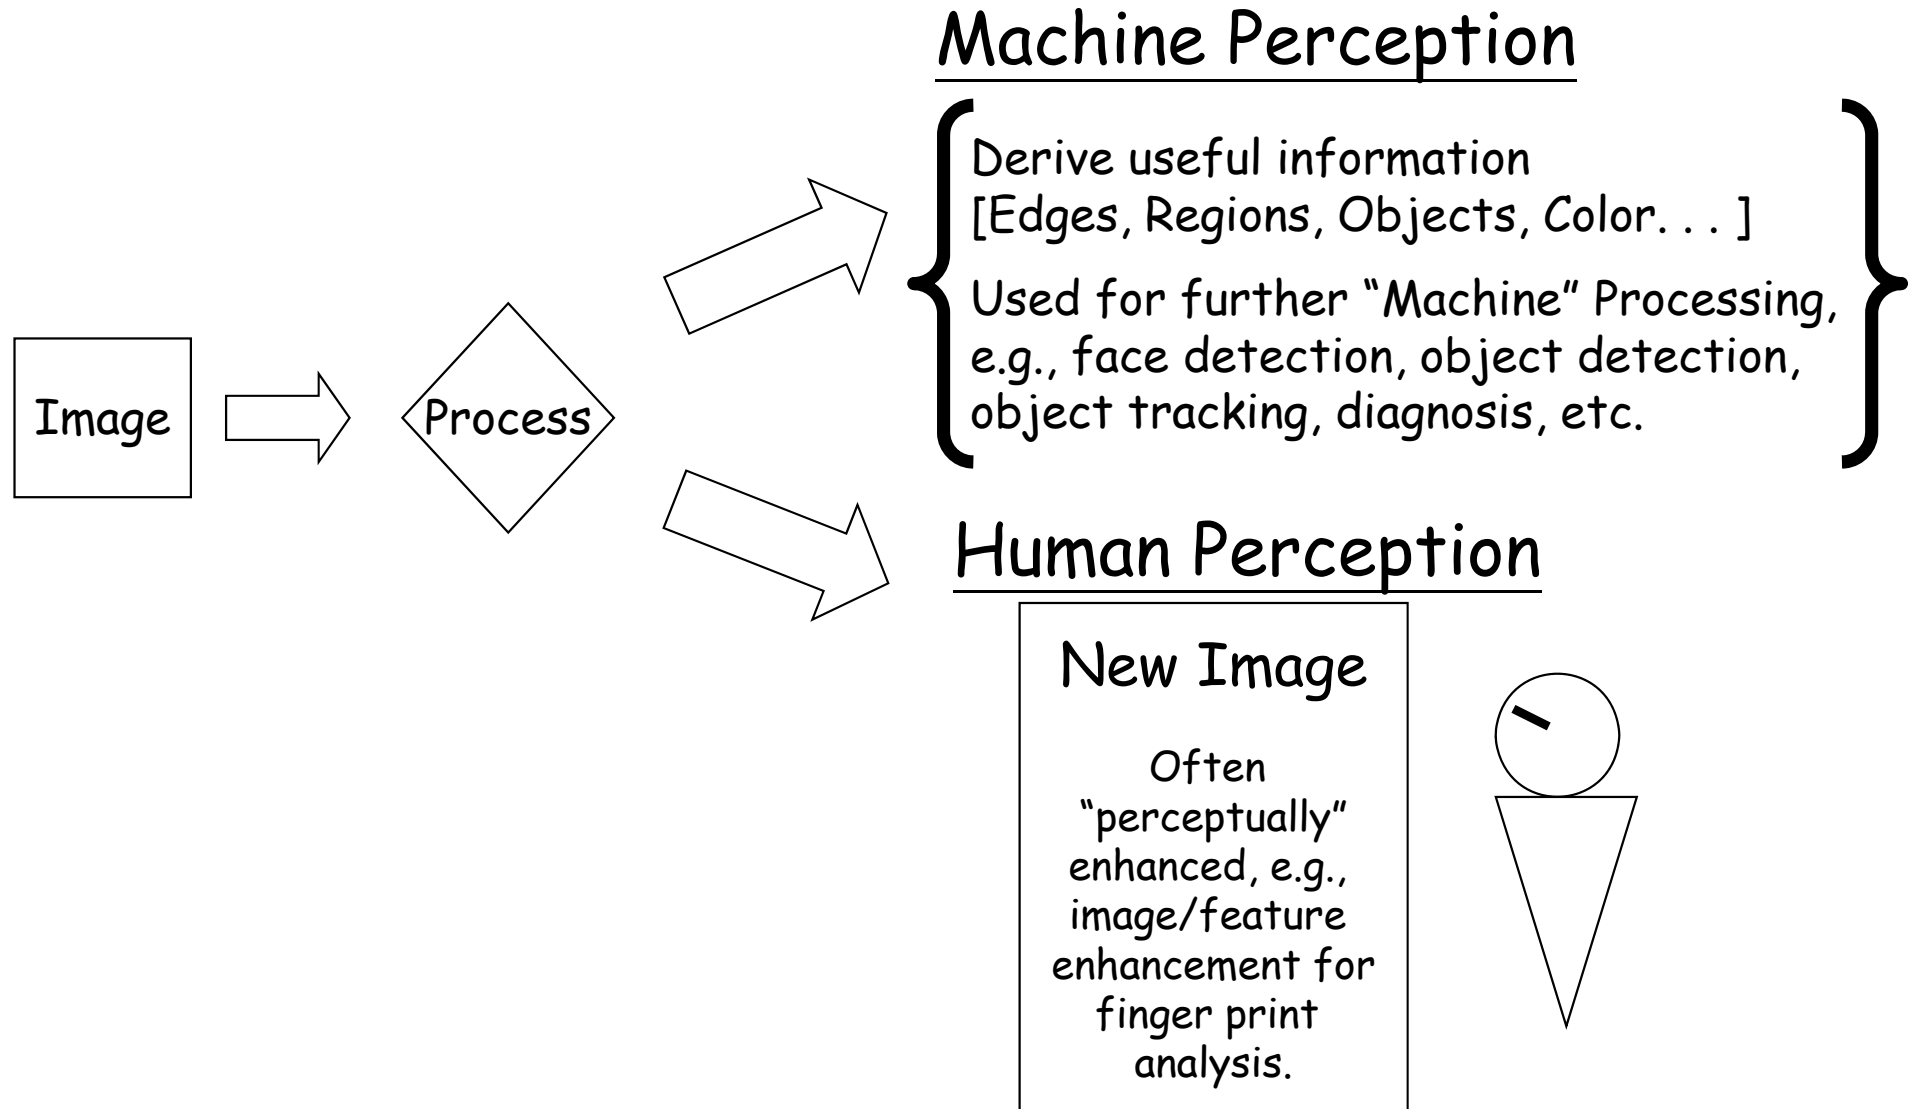 Machine Perception
Derive useful information
[Edges, Regions, Objects, Color. . . ]
Used for further “Machine” Processing,
e.g., face detection, object detection,
object tracking, diagnosis, etc.
Image
Process
Human Perception
New Image
Often
“perceptually”
enhanced, e.g.,
image/feature
enhancement for
finger print
analysis.